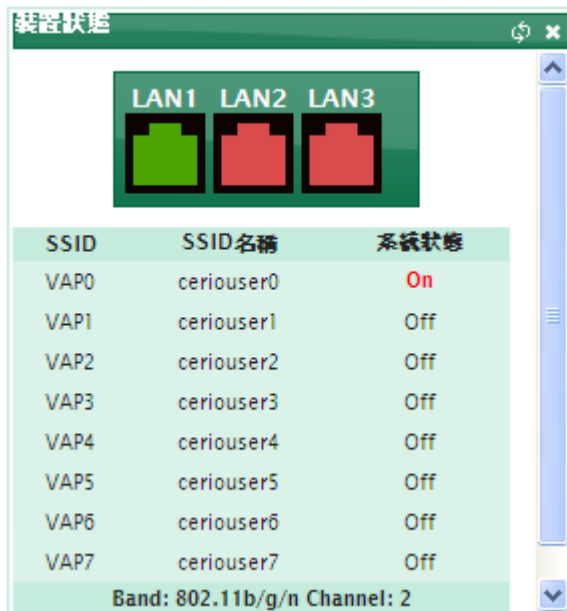 裝置狀態
LAN1 LAN2 LAN3
SSID SSID名稱 系統狀態
VAP0 ceriouser0 On
VAP1 ceriouser1 Off
VAP2 ceriouser2 Off
VAP3 ceriouser3 Off
VAP4 ceriouser4 Off
VAP5 ceriouser5 Off
VAP6 ceriouser6 Off
VAP7 ceriouser7 Off
Band: 802.11b/g/n Channel: 2